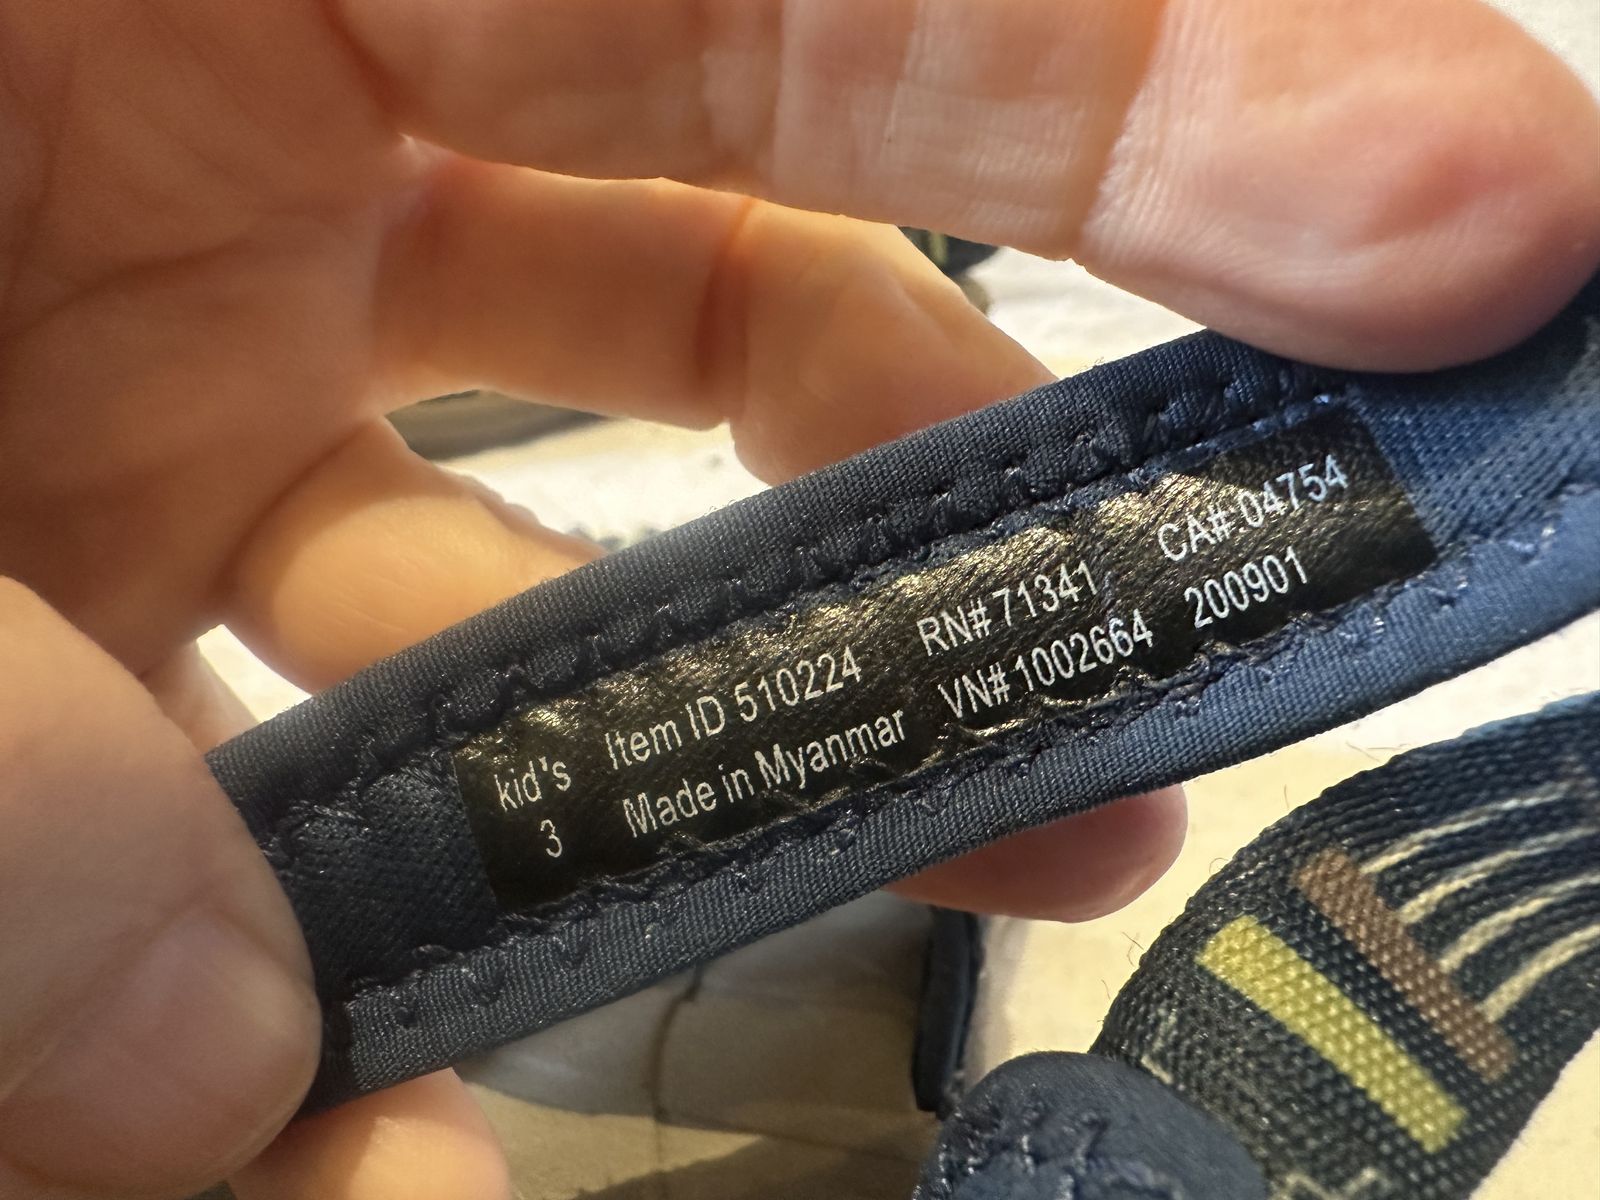 kid's Item ID 510224 RN# 71341 CA# 04754
3 Made in Myanmar VN# 1002664 200901